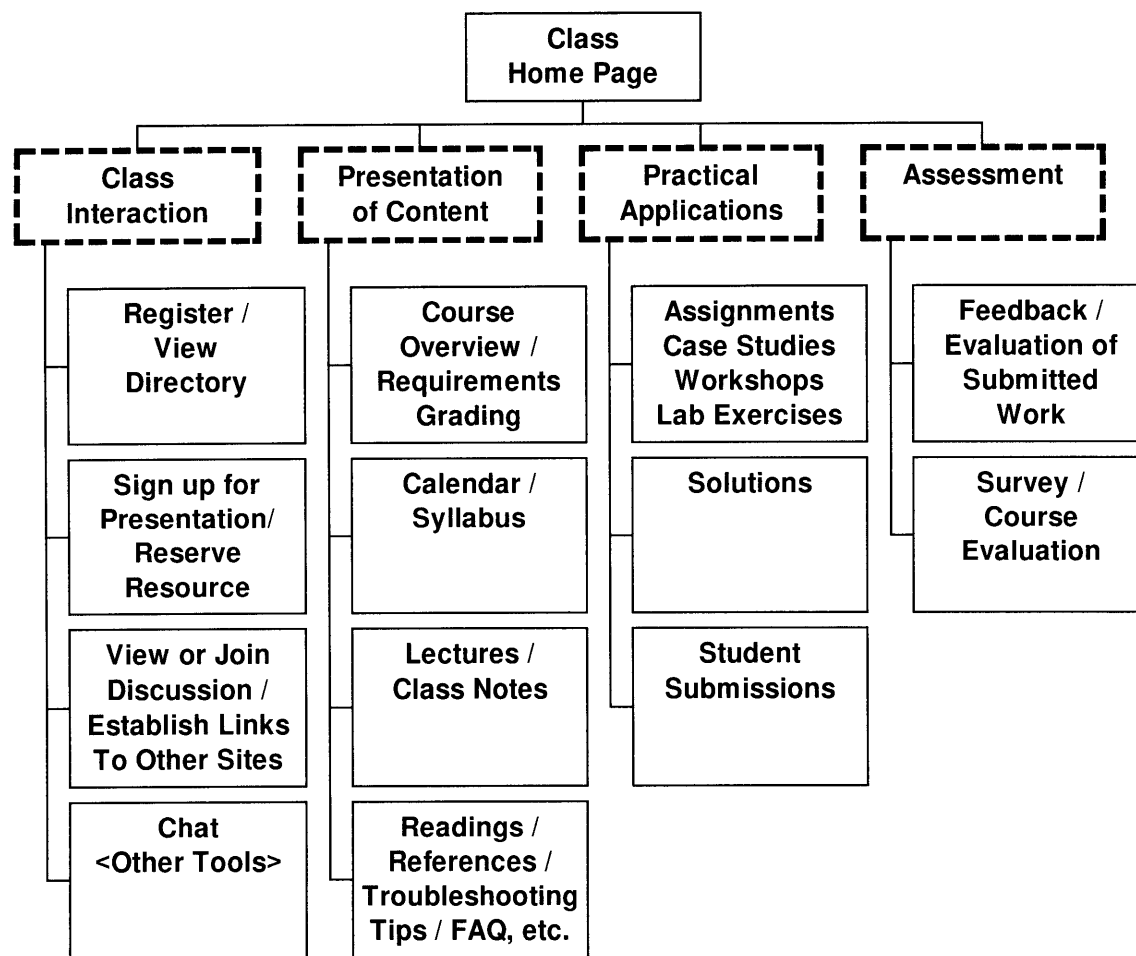 Class
Home Page
Class
Interaction
Presentation
of Content
Practical
Applications
Assessment
Register /
View
Directory
Sign up for
Presentation/
Reserve
Resource
View or Join
Discussion /
Establish Links
To Other Sites
Chat
<Other Tools>
Course
Overview /
Requirements
Grading
Calendar /
Syllabus
Lectures /
Class Notes
Readings /
References /
Troubleshooting
Tips / FAQ, etc.
Assignments
Case Studies
Workshops
Lab Exercises
Solutions
Student
Submissions
Feedback /
Evaluation of
Submitted
Work
Survey /
Course
Evaluation